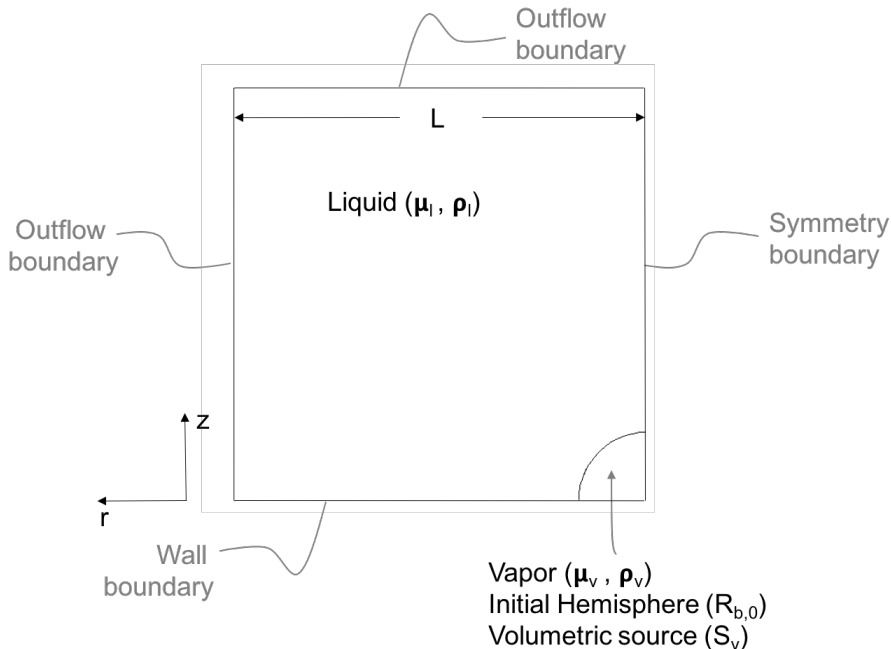 Outflow
boundary
L
Liquid (μl , ρl)
Outflow
boundary
Symmetry
boundary
z
r
Wall
boundary
Vapor (μv , ρv)
Initial Hemisphere (Rb,0)
Volumetric source (Sv)